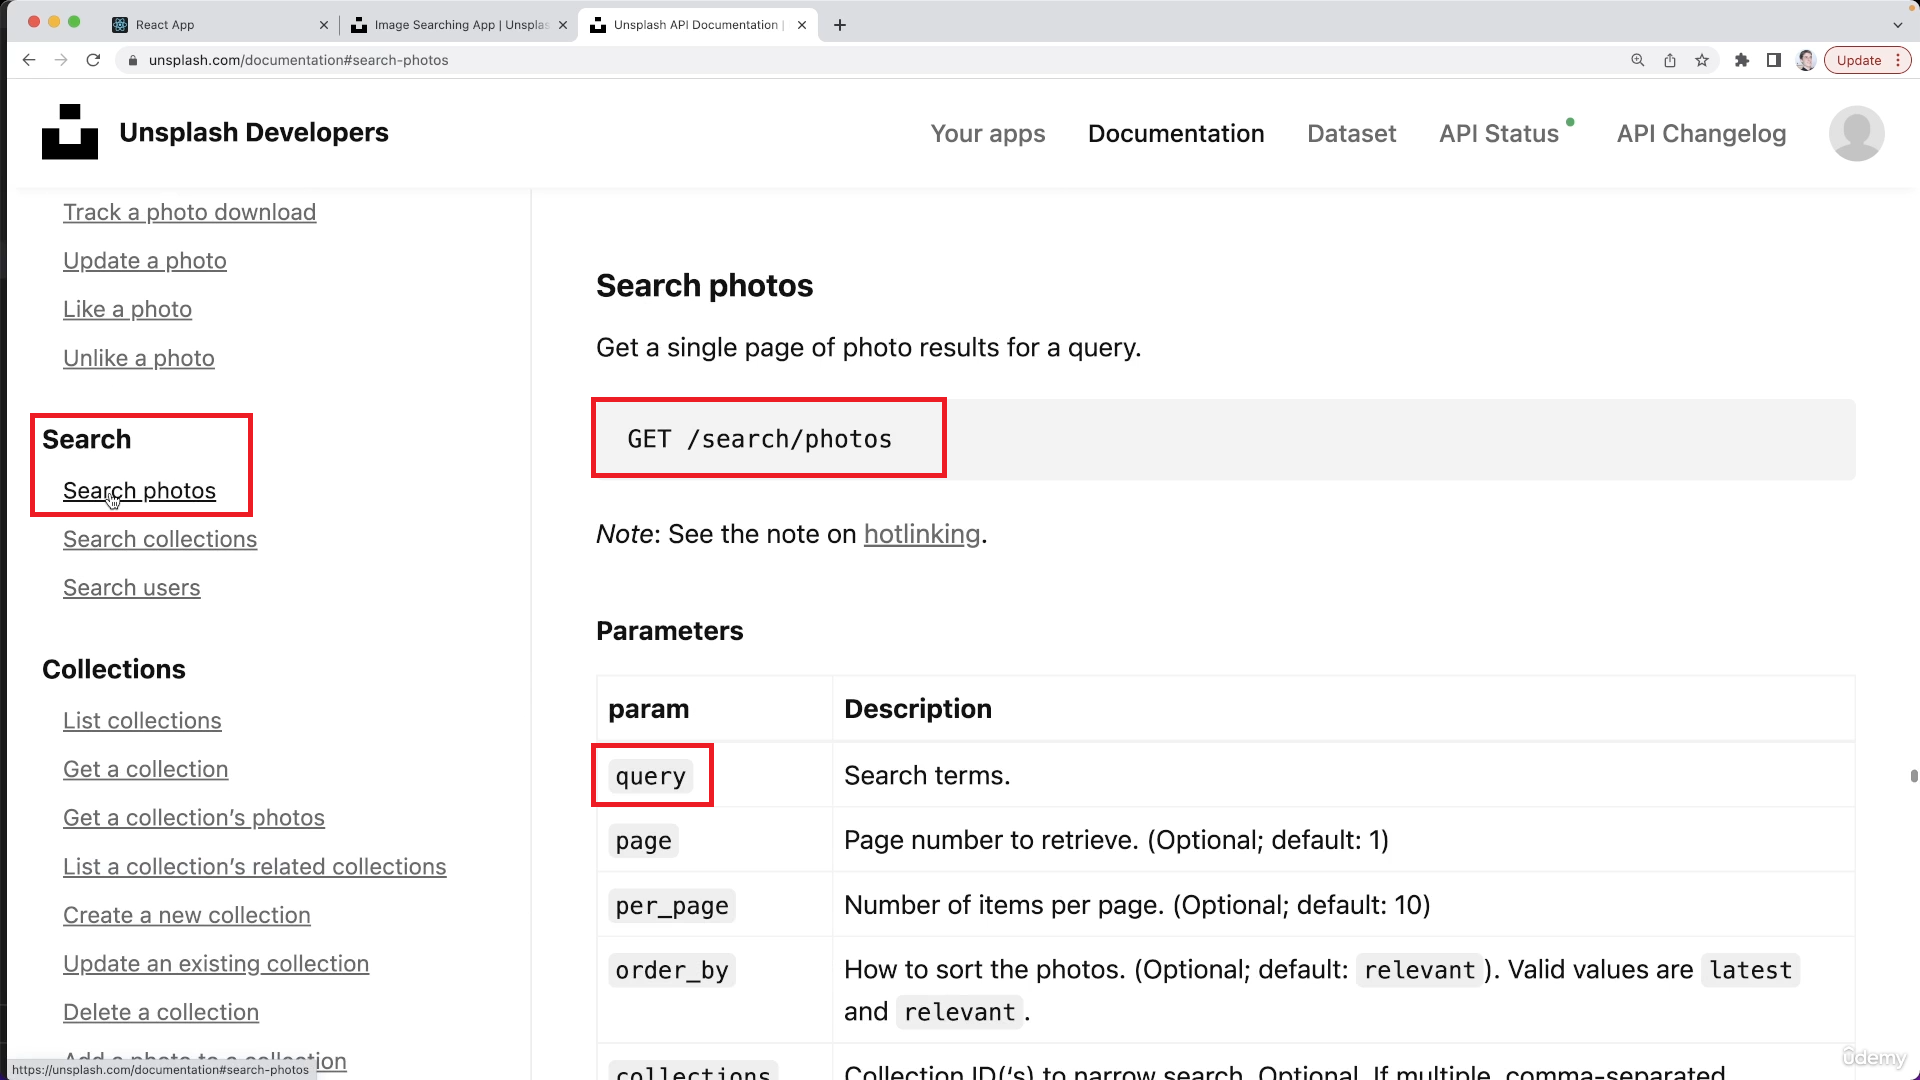 React App
Image Searching App | Unsplas
Unsplash API Documentation |
unsplash.com/documentation#search-photos
Update
Unsplash Developers
Your apps
Documentation
Dataset
API Status
API Changelog
Track a photo download
Update a photo
Like a photo
Unlike a photo
Search
Search photos
Search collections
Search users
Collections
List collections
Get a collection
Get a collection’s photos
List a collection’s related collections
Create a new collection
Update an existing collection
Delete a collection
Add a photo to a collection
https://unsplash.com/documentation#search-photos
Search photos
Get a single page of photo results for a query.
GET /search/photos
Note: See the note on hotlinking.
Parameters
param Description
query Search terms.
page Page number to retrieve. (Optional; default: 1)
per_page Number of items per page. (Optional; default: 10)
order_by How to sort the photos. (Optional; default: relevant). Valid values are latest
and relevant.
collections Collection ID(‘s) to narrow search. Optional. If multiple, comma-separated
ûdemy